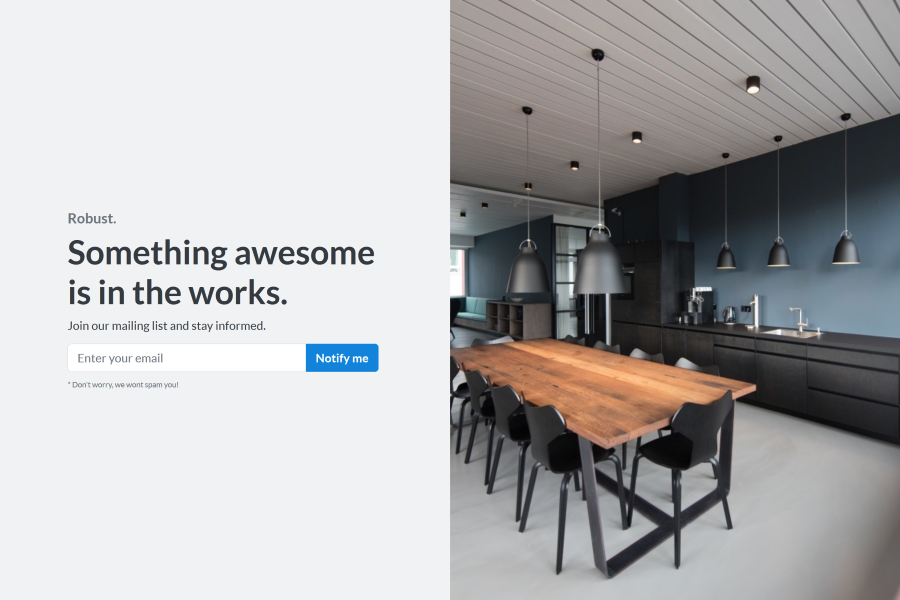 Robust.
Something awesome
is in the works.
Join our mailing list and stay informed.
Enter your email
Notify me
* Don't worry, we wont spam you!